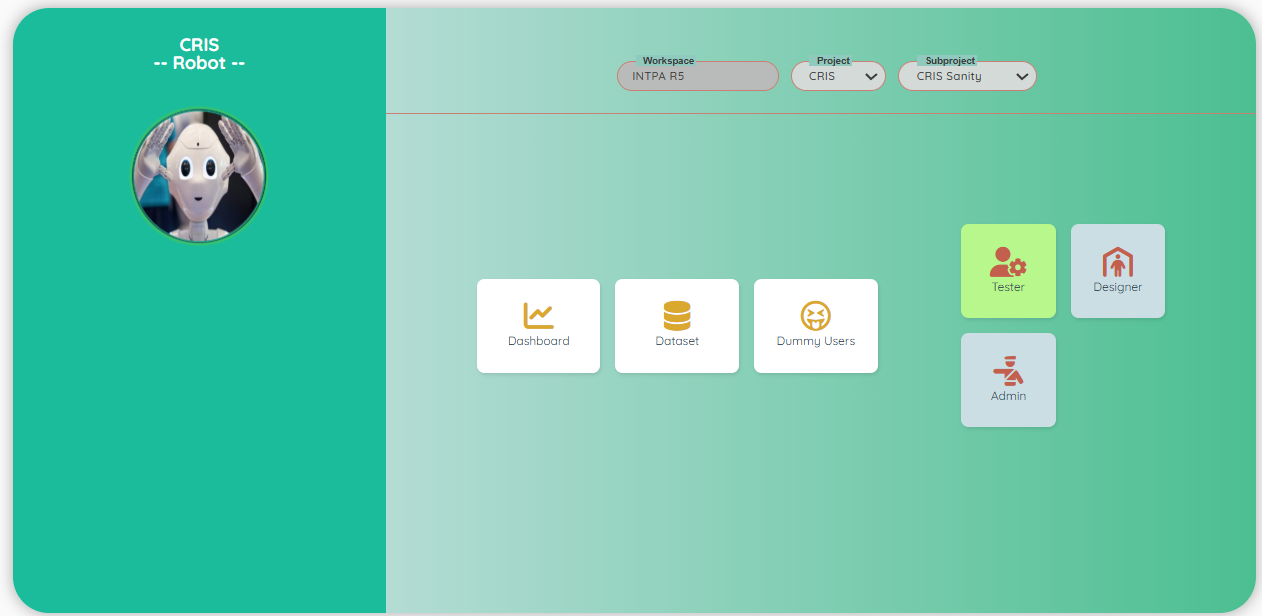 CRIS
-- Robot --
Workspace
INTPA R5
Project
CRIS
Subproject
CRIS Sanity
Dashboard
Dataset
Dummy Users
Tester
Designer
Admin